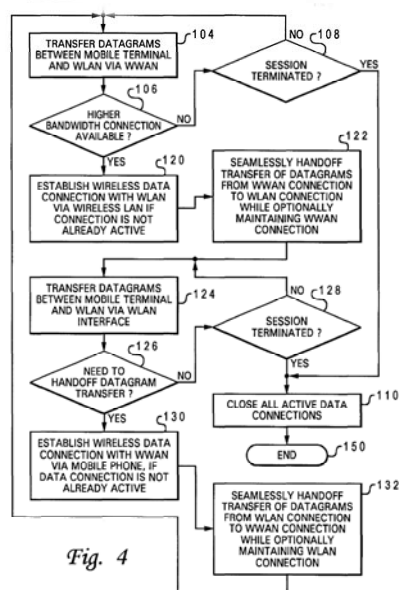 TRANSFER DATAGRAMS
BETWEEN MOBILE TERMINAL
AND WLAN VIA WWAN
104
NO
108
SESSION
TERMINATED ?
YES
106
HIGHER
BANDWIDTH CONNECTION
AVAILABLE ?
NO
YES
120
ESTABLISH WIRELESS DATA
CONNECTION WITH WLAN
VIA WIRELESS LAN IF
CONNECTION IS NOT
ALREADY ACTIVE
122
SEAMLESSLY HANDOFF
TRANSFER OF DATAGRAMS
FROM WWAN CONNECTION
TO WLAN CONNECTION
WHILE OPTIONALLY
MAINTAINING WWAN
CONNECTION
TRANSFER DATAGRAMS
BETWEEN MOBILE TERMINAL
AND WLAN VIA WLAN
INTERFACE
124
NO
128
SESSION
TERMINATED ?
YES
126
NEED TO
HANDOFF DATAGRAM
TRANSFER ?
NO
YES
110
CLOSE ALL ACTIVE DATA
CONNECTIONS
END
150
130
ESTABLISH WIRELESS DATA
CONNECTION WITH WWAN
VIA MOBILE PHONE, IF
DATA CONNECTION IS NOT
ALREADY ACTIVE
132
SEAMLESSLY HANDOFF
TRANSFER OF DATAGRAMS
FROM WLAN CONNECTION
TO WWAN CONNECTION
WHILE OPTIONALLY
MAINTAINING WLAN
CONNECTION
Fig. 4